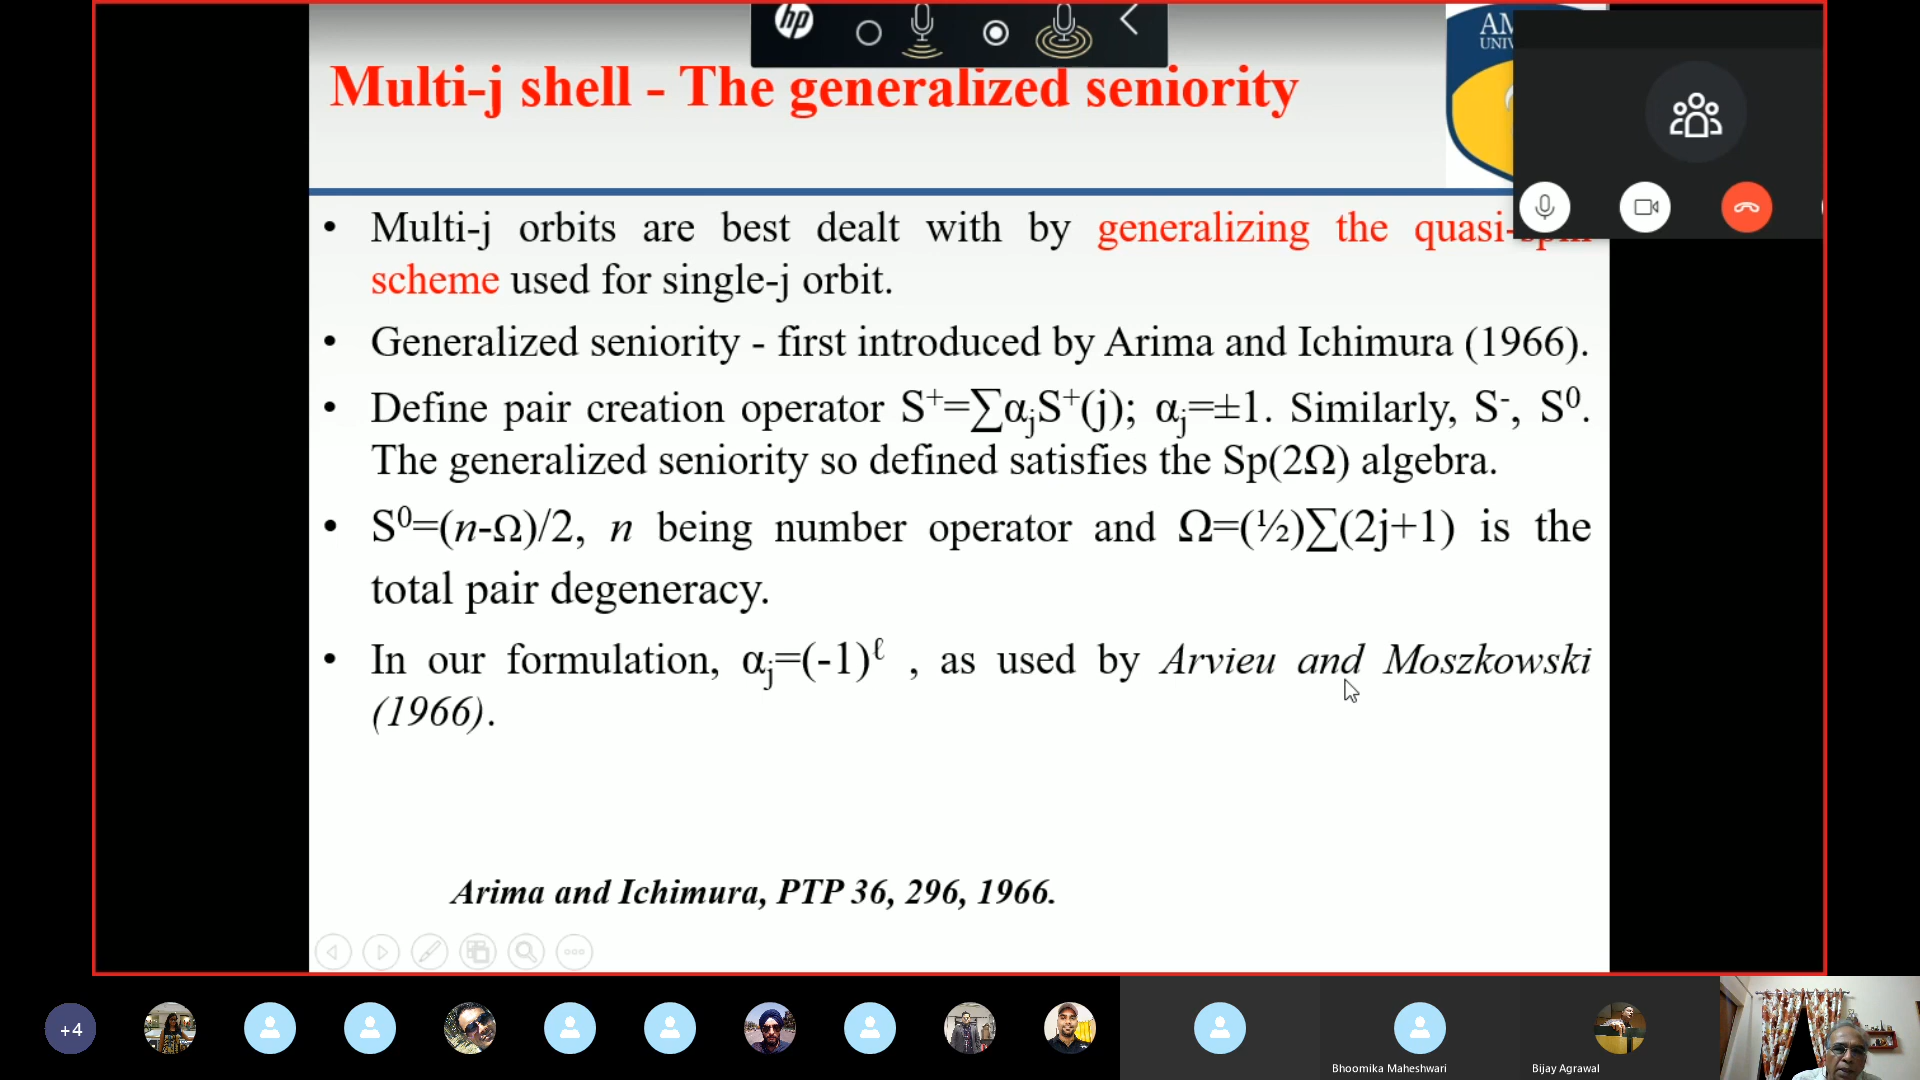 hp
Multi-j shell - The generalized seniority
• Multi-j orbits are best dealt with by generalizing the quasi-spin
scheme used for single-j orbit.
• Generalized seniority - first introduced by Arima and Ichimura (1966).
• Define pair creation operator S⁺=∑αⱼS⁺(j); αⱼ=±1. Similarly, S⁻, S⁰.
The generalized seniority so defined satisfies the Sp(2Ω) algebra.
• S⁰=(n-Ω)/2, n being number operator and Ω=(½)∑(2j+1) is the
total pair degeneracy.
• In our formulation, αⱼ=(-1)^ℓ , as used by Arvieu and Moszkowski
(1966).
Arima and Ichimura, PTP 36, 296, 1966.
+4
Bhoomika Maheshwari
Bijay Agrawal